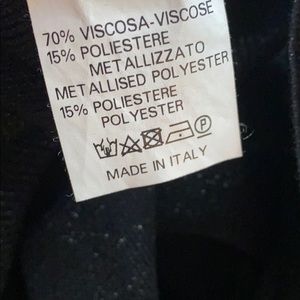 70% VISCOSA-VISCOSE
15% POLIESTERE
METALLIZZATO
METALLISED POLYESTER
15% POLIESTERE
POLYESTER
MADE IN ITALY